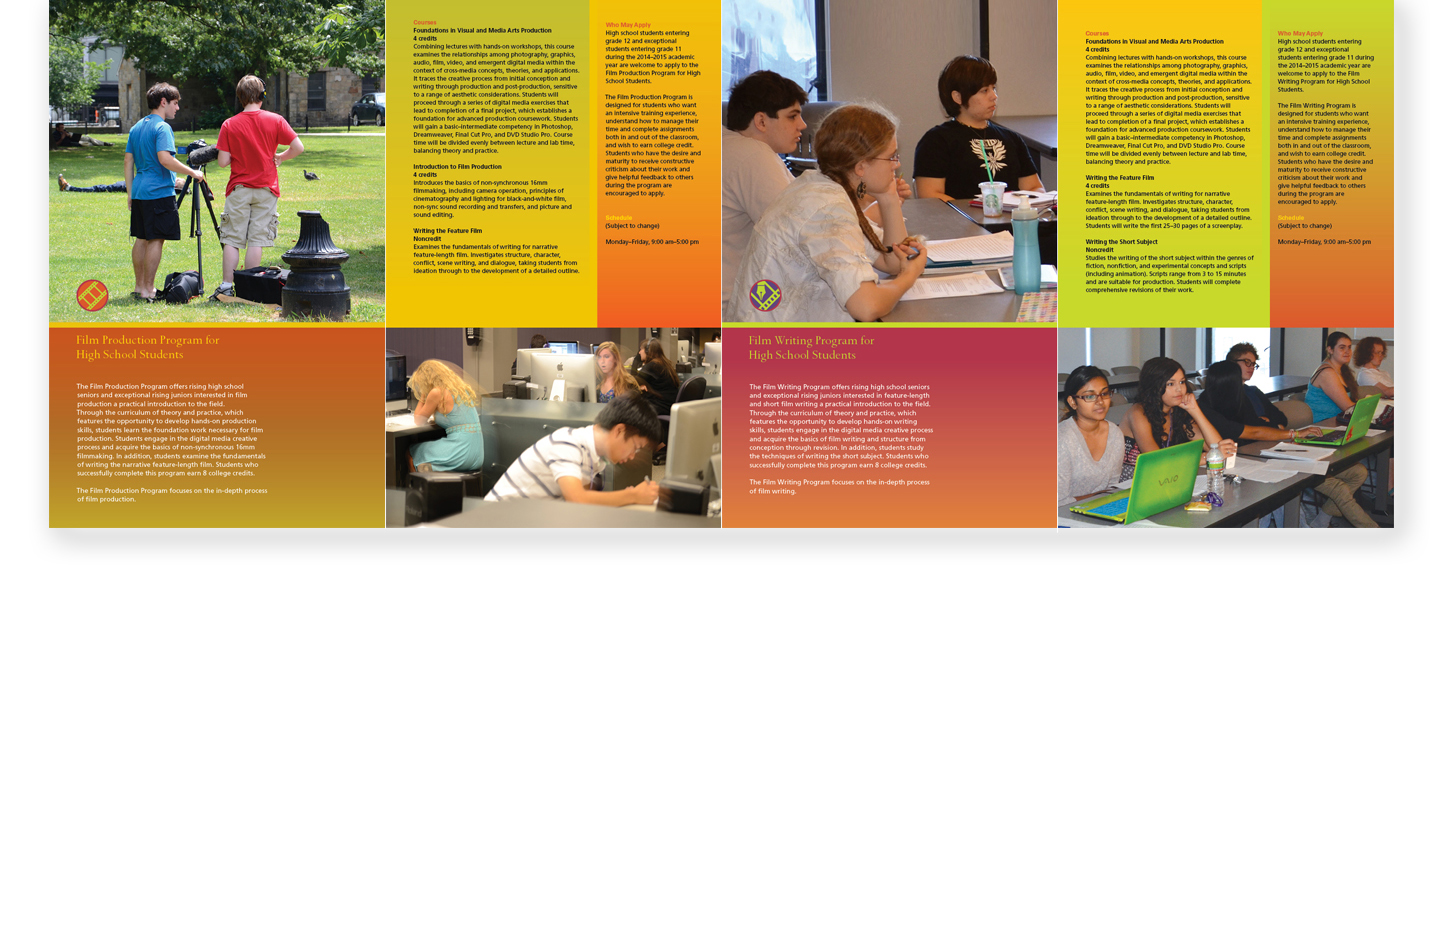 Courses
Foundations in Visual and Media Arts Production
4 credits
Combining lectures with hands-on workshops, this course
examines the relationships among photography, graphics,
audio, film, video, and emergent digital media within the
context of cross-media concepts, theories, and applications.
It traces the creative process from initial conception and
writing through production and post-production, sensitive
to a range of aesthetic considerations. Students will
proceed through a series of digital media exercises that
lead to completion of a final project, which establishes a
foundation for advanced production coursework. Students
will gain a basic–intermediate competency in Photoshop,
Dreamweaver, Final Cut Pro, and DVD Studio Pro. Course
time will be divided evenly between lecture and lab time,
balancing theory and practice.
Introduction to Film Production
4 credits
Introduces the basics of non-synchronous 16mm
filmmaking, including camera operation, principles of
cinematography and lighting for black-and-white film,
non-sync sound recording and transfers, and picture and
sound editing.
Writing the Feature Film
Noncredit
Examines the fundamentals of writing for narrative
feature-length film. Investigates structure, character,
conflict, scene writing, and dialogue, taking students from
ideation through to the development of a detailed outline.
Who May Apply
High school students entering
grade 12 and exceptional
students entering grade 11
during the 2014–2015 academic
year are welcome to apply to the
Film Production Program for High
School Students.
The Film Production Program is
designed for students who want
an intensive training experience,
understand how to manage their
time and complete assignments
both in and out of the classroom,
and wish to earn college credit.
Students who have the desire and
maturity to receive constructive
criticism about their work and
give helpful feedback to others
during the program are
encouraged to apply.
Schedule
(Subject to change)
Monday–Friday, 9:00 am–5:00 pm
Film Production Program for
High School Students
The Film Production Program offers rising high school
seniors and exceptional rising juniors interested in film
production a practical introduction to the field.
Through the curriculum of theory and practice, which
features the opportunity to develop hands-on production
skills, students learn the foundation work necessary for film
production. Students engage in the digital media creative
process and acquire the basics of non-synchronous 16mm
filmmaking. In addition, students examine the fundamentals
of writing the narrative feature-length film. Students who
successfully complete this program earn 8 college credits.
The Film Production Program focuses on the in-depth process
of film production.
Courses
Foundations in Visual and Media Arts Production
4 credits
Combining lectures with hands-on workshops, this course
examines the relationships among photography, graphics,
audio, film, video, and emergent digital media within the
context of cross-media concepts, theories, and applications.
It traces the creative process from initial conception and
writing through production and post-production, sensitive
to a range of aesthetic considerations. Students will
proceed through a series of digital media exercises that
lead to completion of a final project, which establishes a
foundation for advanced production coursework. Students
will gain a basic–intermediate competency in Photoshop,
Dreamweaver, Final Cut Pro, and DVD Studio Pro. Course
time will be divided evenly between lecture and lab time,
balancing theory and practice.
Writing the Feature Film
4 credits
Examines the fundamentals of writing for narrative
feature-length film. Investigates structure, character,
conflict, scene writing, and dialogue, taking students from
ideation through to the development of a detailed outline.
Students will write the first 25–30 pages of a screenplay.
Writing the Short Subject
Noncredit
Studies the writing of the short subject within the genres of
fiction, nonfiction, and experimental concepts and scripts
(including animation). Scripts range from 3 to 15 minutes
and are suitable for production. Students will complete
comprehensive revisions of their work.
Who May Apply
High school students entering
grade 12 and exceptional
students entering grade 11 during
the 2014–2015 academic year are
welcome to apply to the Film
Writing Program for High School
Students.
The Film Writing Program is
designed for students who want
an intensive training experience,
understand how to manage their
time and complete assignments
both in and out of the classroom,
and wish to earn college credit.
Students who have the desire and
maturity to receive constructive
criticism about their work and
give helpful feedback to others
during the program are
encouraged to apply.
Schedule
(Subject to change)
Monday–Friday, 9:00 am–5:00 pm
Film Writing Program for
High School Students
The Film Writing Program offers rising high school seniors
and exceptional rising juniors interested in feature-length
and short film writing a practical introduction to the field.
Through the curriculum of theory and practice, which
features the opportunity to develop hands-on writing
skills, students engage in the digital media creative process
and acquire the basics of film writing and structure from
conception through revision. In addition, students study
the techniques of writing the short subject. Students who
successfully complete this program earn 8 college credits.
The Film Writing Program focuses on the in-depth process
of film writing.
VAIO